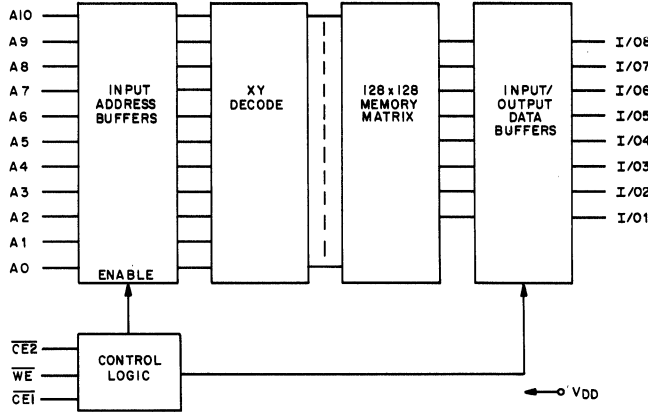 A10
A9
A8
A7
A6
A5
A4
A3
A2
A1
A0
INPUT
ADDRESS
BUFFERS
ENABLE
XY
DECODE
128 x 128
MEMORY
MATRIX
INPUT/
OUTPUT
DATA
BUFFERS
I/O8
I/O7
I/O6
I/O5
I/O4
I/O3
I/O2
I/O1
CE2
WE
CE1
CONTROL
LOGIC
VDD